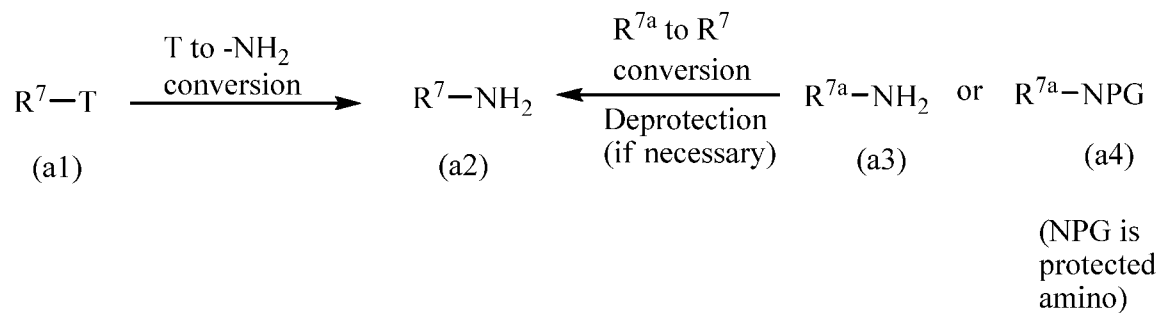 T to -NH2
conversion
R7a to R7
conversion
R7—T
R7—NH2
Deprotection
(if necessary)
R7a—NH2 or R7a—NPG
(a1)
(a2)
(a3)
(a4)
(NPG is
protected
amino)